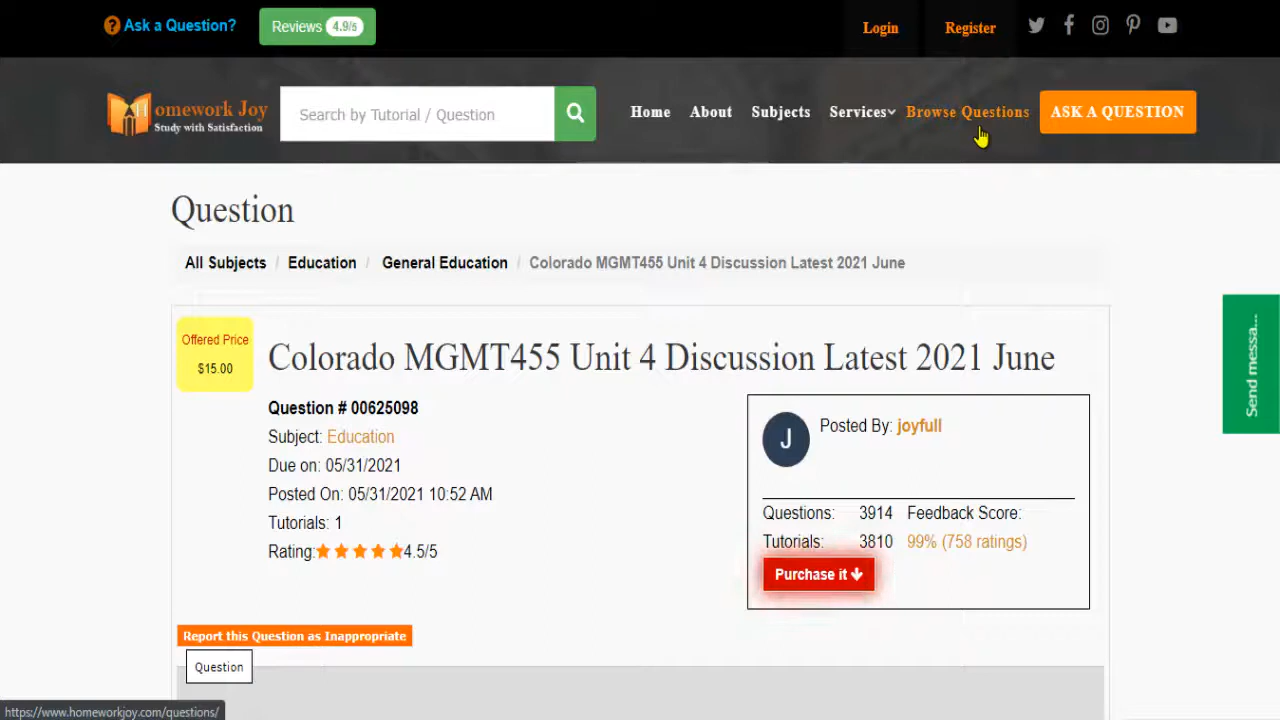 Ask a Question?
Reviews 4.9/5
Login
Register
Homework Joy
Study with Satisfaction
Search by Tutorial / Question
Home
About
Subjects
Services
Browse Questions
ASK A QUESTION
Question
All Subjects / Education / General Education / Colorado MGMT455 Unit 4 Discussion Latest 2021 June
Offered Price
$15.00
Colorado MGMT455 Unit 4 Discussion Latest 2021 June
Question # 00625098
Subject: Education
Due on: 05/31/2021
Posted On: 05/31/2021 10:52 AM
Tutorials: 1
Rating: 4.5/5
J
Posted By: joyfull
Questions: 3914 Feedback Score:
Tutorials: 3810 99% (758 ratings)
Purchase it
Send messa...
Report this Question as Inappropriate
Question
https://www.homeworkjoy.com/questions/